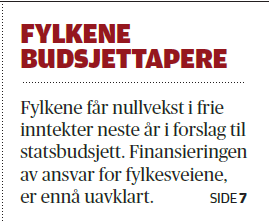 FYLKENE
BUDSJETTAPERE
Fylkene får nullvekst i frie
inntekter neste år i forslag til
statsbudsjett. Finansieringen
av ansvar for fylkesveiene,
er ennå uavklart. SIDE 7